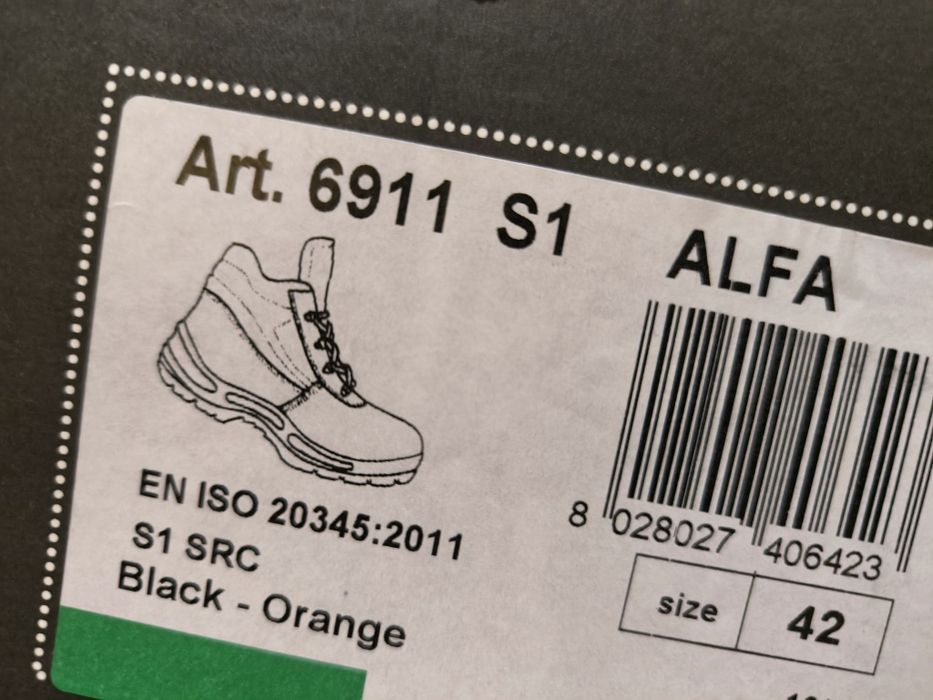 Art. 6911 S1 ALFA
EN ISO 20345:2011
S1 SRC
Black - Orange
8 028027 406423
size 42